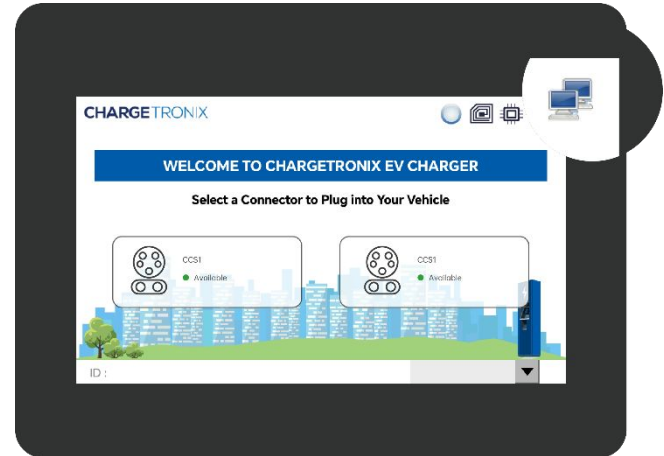 CHARGETRONIX
WELCOME TO CHARGETRONIX EV CHARGER
Select a Connector to Plug into Your Vehicle
CCS1
Available
CCS1
Available
ID :